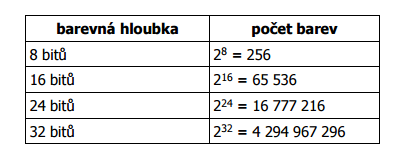 barevná hloubka počet barev
8 bitů 2⁸ = 256
16 bitů 2¹⁶ = 65 536
24 bitů 2²⁴ = 16 777 216
32 bitů 2³² = 4 294 967 296